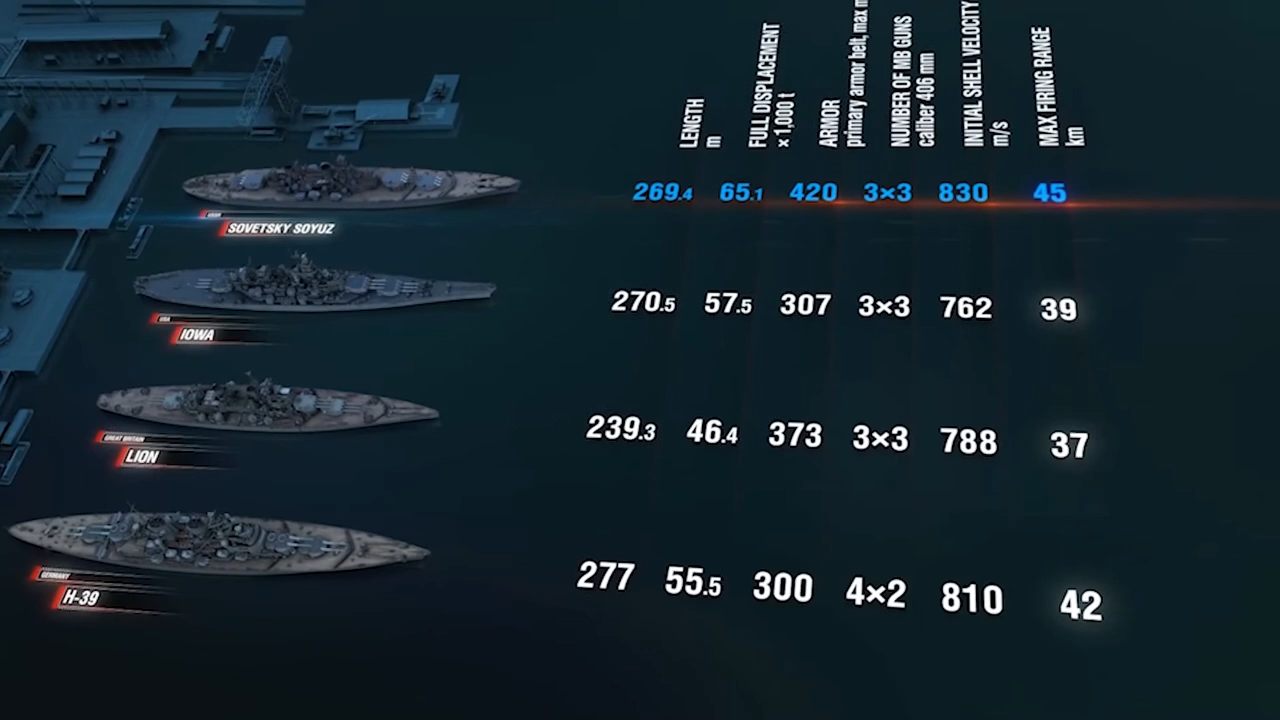 LENGTH
m
FULL DISPLACEMENT
x 1,000 t
ARMOR
primary armor belt, max
NUMBER OF MB GUNS
caliber 406 mm
INITIAL SHELL VELOCITY
m/s
MAX FIRING RANGE
km
269.4 65.1 420 3×3 830 45
SOVETSKY SOYUZ
270.5 57.5 307 3×3 762 39
USA
IOWA
239.3 46.4 373 3×3 788 37
GREAT BRITAIN
LION
277 55.5 300 4×2 810 42
GERMANY
H-39